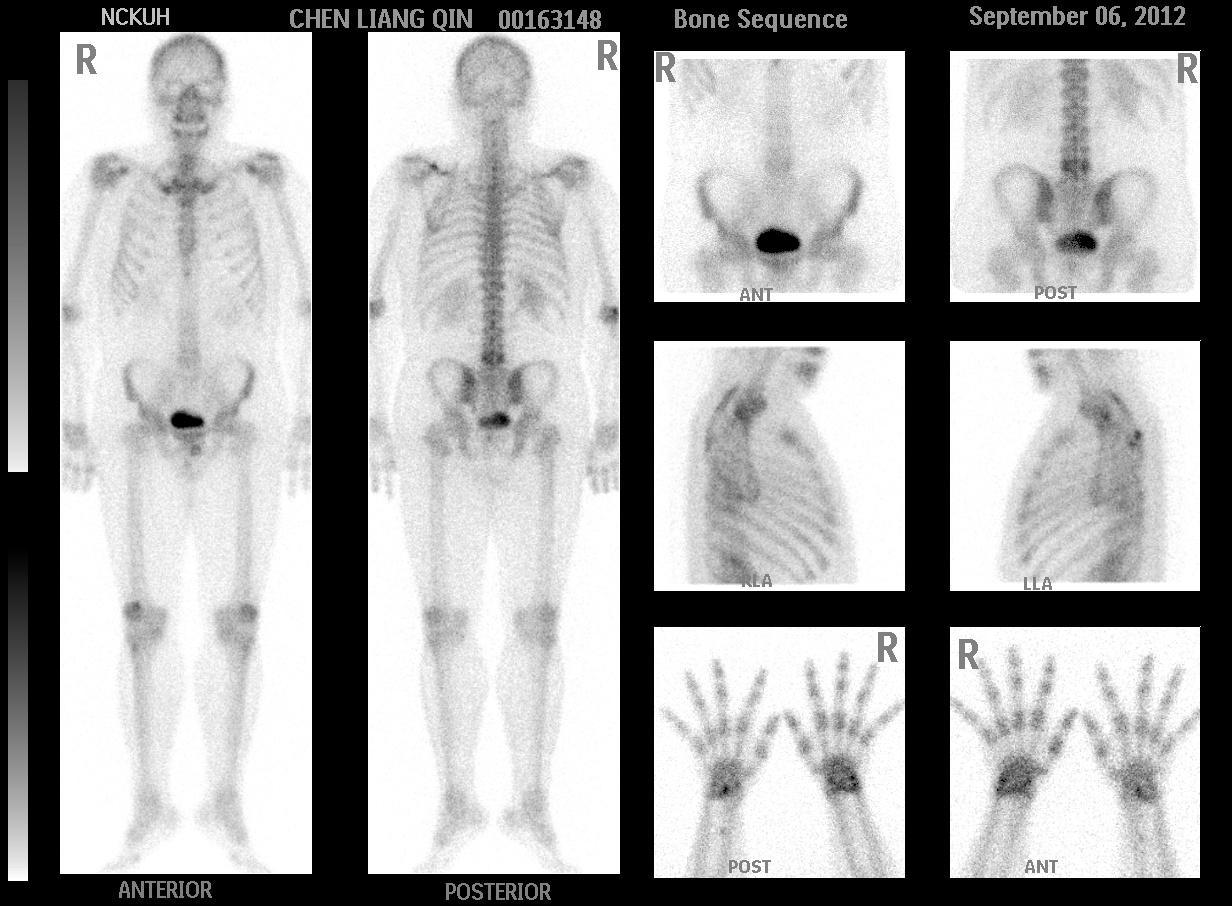 NCKUH
CHEN LIANG QIN 00163148
Bone Sequence
September 06, 2012
R
R
R
R
ANT
POST
RLA
LLA
R
R
POST
ANT
ANTERIOR
POSTERIOR